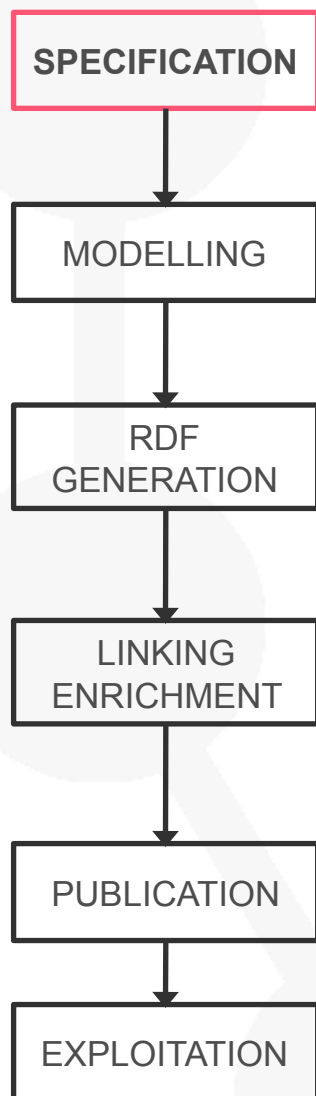 SPECIFICATION
MODELLING
RDF
GENERATION
LINKING
ENRICHMENT
PUBLICATION
EXPLOITATION